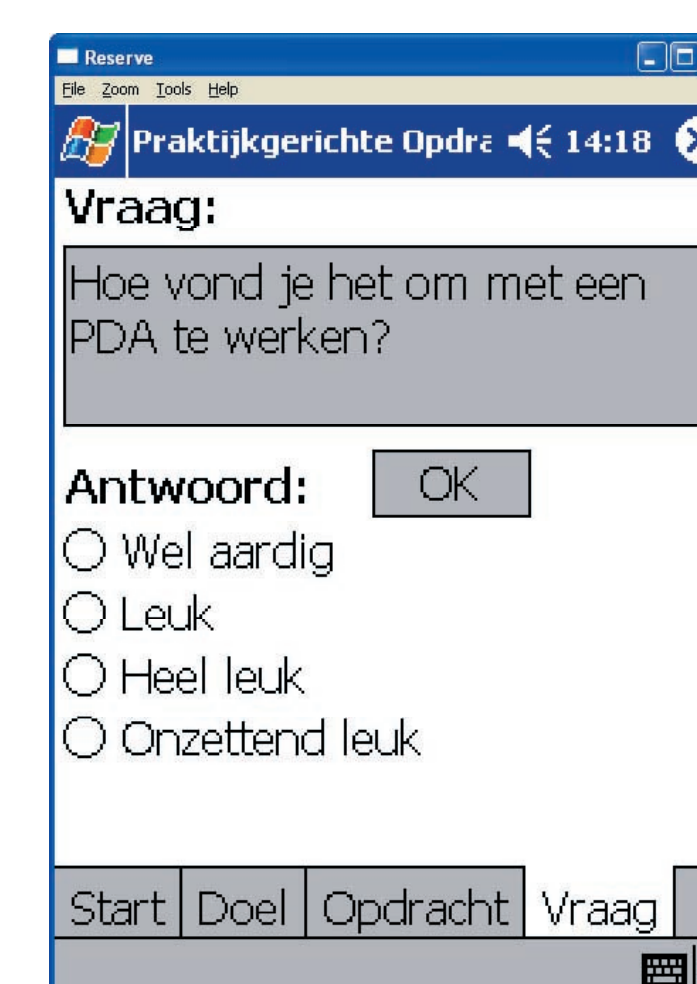 Reserve
File Zoom Tools Help
Praktijkgerichte Opdra 14:18
Vraag:
Hoe vond je het om met een
PDA te werken?
Antwoord: OK
Wel aardig
Leuk
Heel leuk
Onzettend leuk
Start Doel Opdracht Vraag